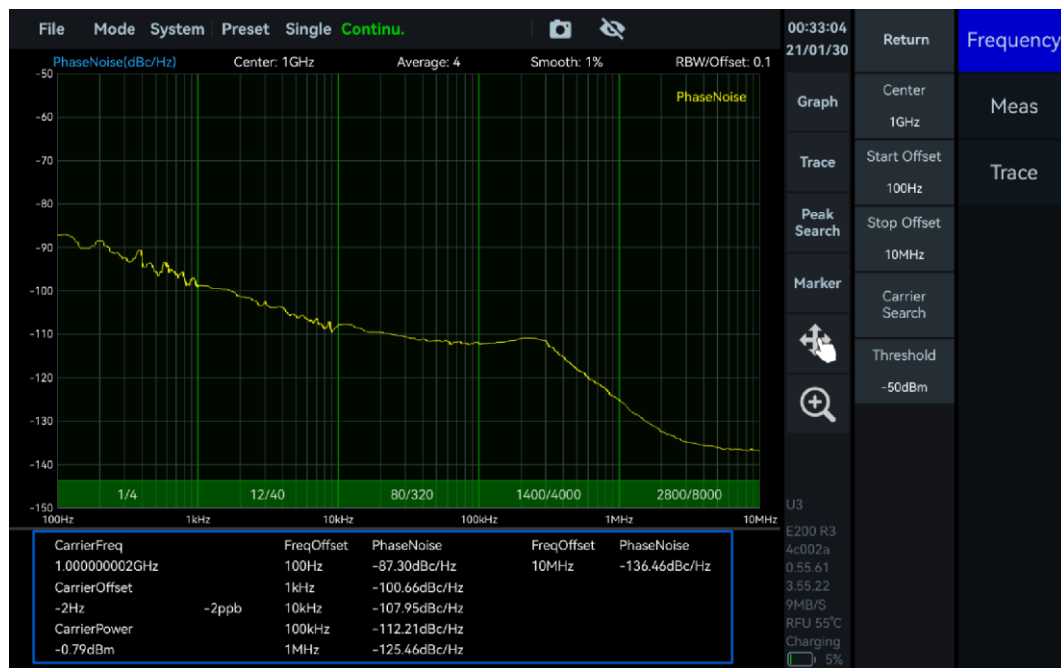 File Mode System Preset Single Continu.
PhaseNoise(dBc/Hz) Center: 1GHz Average: 4 Smooth: 1% RBW/Offset: 0.1
PhaseNoise
-50
-60
-70
-80
-90
-100
-110
-120
-130
-140
-150
1/4 12/40 80/320 1400/4000 2800/8000
100Hz 1kHz 10kHz 100kHz 1MHz 10MHz
CarrierFreq FreqOffset PhaseNoise FreqOffset PhaseNoise
1.000000002GHz 100Hz -87.30dBc/Hz 10MHz -136.46dBc/Hz
CarrierOffset 1kHz -100.66dBc/Hz
-2Hz -2ppb 10kHz -107.95dBc/Hz
CarrierPower 100kHz -112.21dBc/Hz
-0.79dBm 1MHz -125.46dBc/Hz
00:33:04
21/01/30
Graph
Trace
Peak
Search
Marker
U3
E200 R3
4c002a
0.55.61
3.55.22
9MB/S
RFU 55℃
Charging
5%
Return
Center
1GHz
Start Offset
100Hz
Stop Offset
10MHz
Carrier
Search
Threshold
-50dBm
Frequency
Meas
Trace